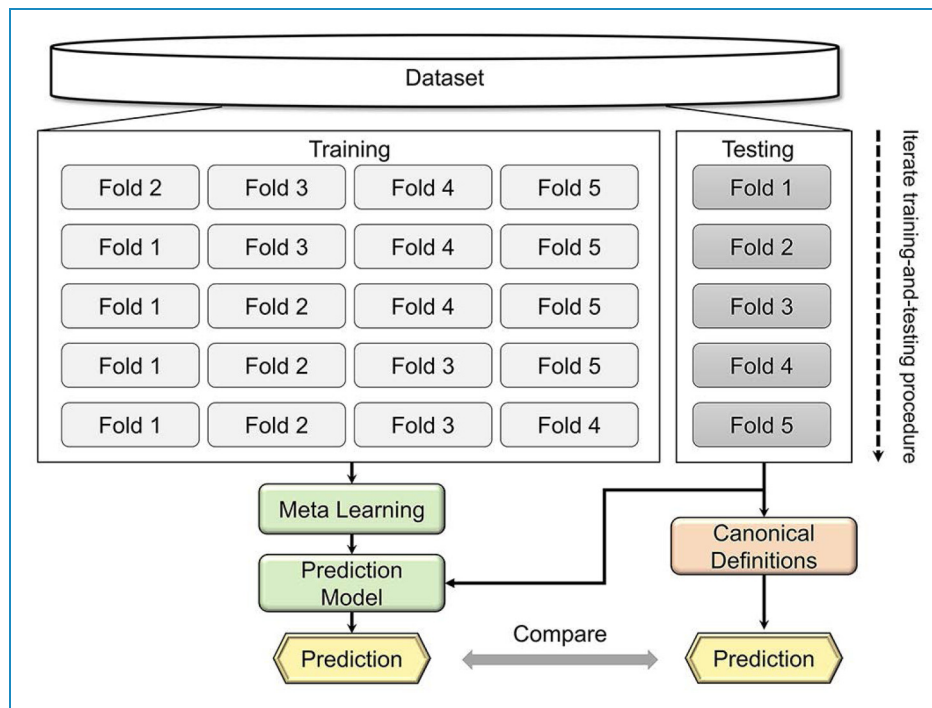 Dataset
Training
Testing
Fold 2 Fold 3 Fold 4 Fold 5 Fold 1
Fold 1 Fold 3 Fold 4 Fold 5 Fold 2
Fold 1 Fold 2 Fold 4 Fold 5 Fold 3
Fold 1 Fold 2 Fold 3 Fold 5 Fold 4
Fold 1 Fold 2 Fold 3 Fold 4 Fold 5
Iterate training-and-testing procedure
Meta Learning
Canonical
Definitions
Prediction
Model
Compare
Prediction
Prediction